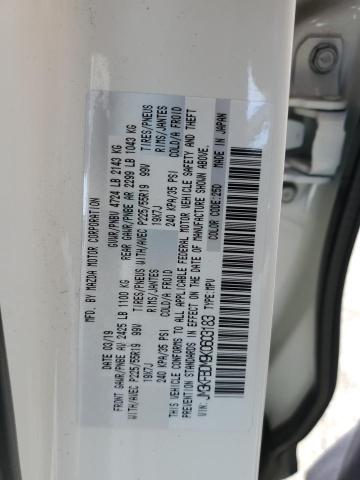 MFD BY MAZDA MOTOR CORPORATION
DATE 03/19 GVWR/PNBV 4724 LB 2143 KG
FRONT GAWR/PNBE AV 2425 LB 1100 KG REAR GAWR/PNBE AR 2299 LB 1043 KG
WITH/AVEC P225/55R19 99V TIRES/PNEUS WITH/AVEC P225/55R19 99V TIRES/PNEUS
19X7J RIMS/JANTES 19X7J RIMS/JANTES
240 KPA/35 PSI COLD/A FROID 240 KPA/35 PSI COLD/A FROID
THIS VEHICLE CONFORMS TO ALL APPLICABLE FEDERAL MOTOR VEHICLE SAFETY AND THEFT
PREVENTION STANDARDS IN EFFECT ON THE DATE OF MANUFACTURE SHOWN ABOVE.
VIN: JM3KFBDM9K0603183 TYPE:MPV COLOR CODE:25D
MADE IN JAPAN